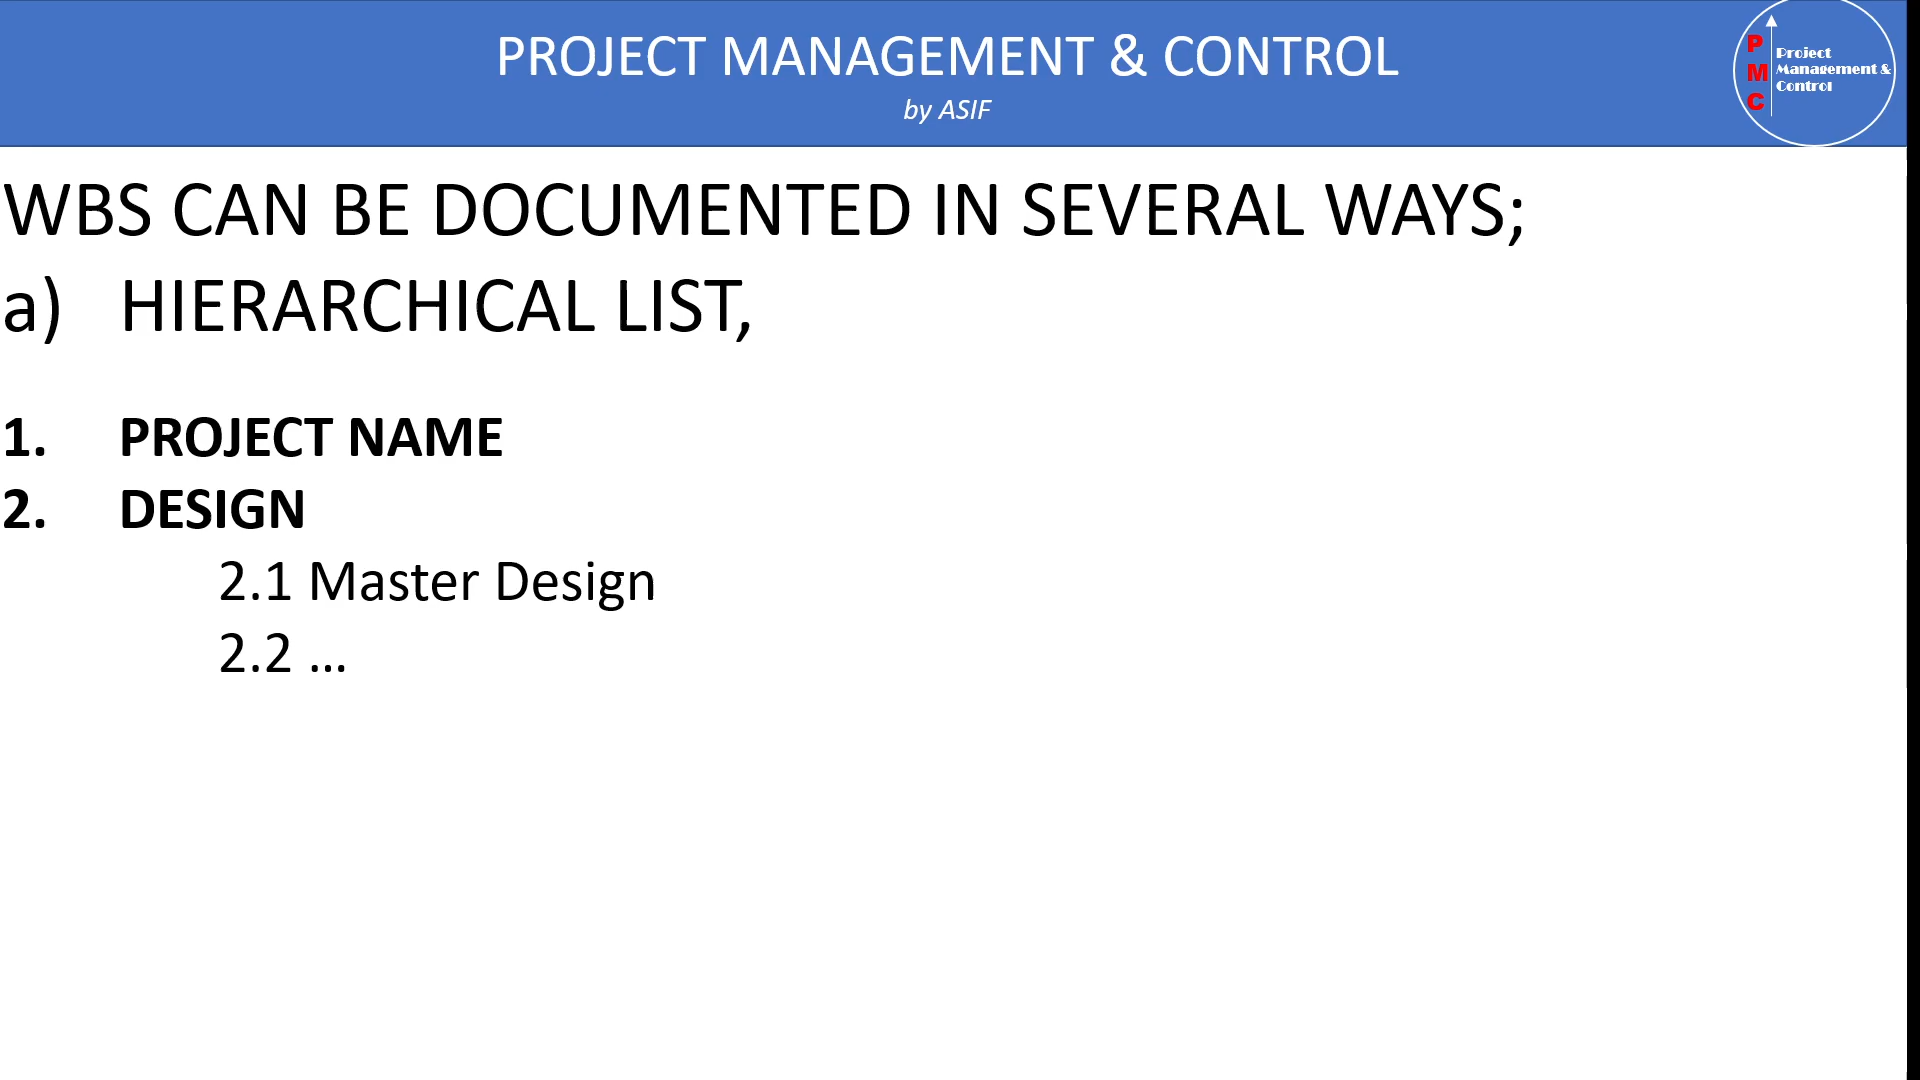 PROJECT MANAGEMENT & CONTROL
by ASIF
P
M
C
Project
Management &
Control
WBS CAN BE DOCUMENTED IN SEVERAL WAYS;
a) HIERARCHICAL LIST,
1. PROJECT NAME
2. DESIGN
2.1 Master Design
2.2 ...